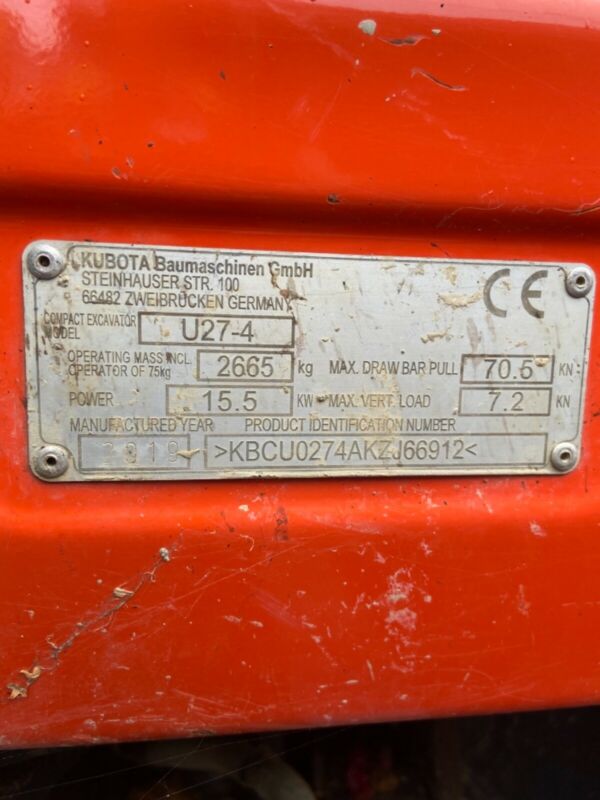 KUBOTA Baumaschinen GmbH
STEINHAUSER STR. 100
66482 ZWEIBRÜCKEN GERMANY
CE
COMPACT EXCAVATOR MODEL U27-4
OPERATING MASS INCL. OPERATOR OF 75kg 2665 kg MAX. DRAW BAR PULL 70.5 KN
POWER 15.5 KW MAX. VERT. LOAD 7.2 KN
MANUFACTURED YEAR PRODUCT IDENTIFICATION NUMBER
2019 >KBCU0274AKZJ66912<